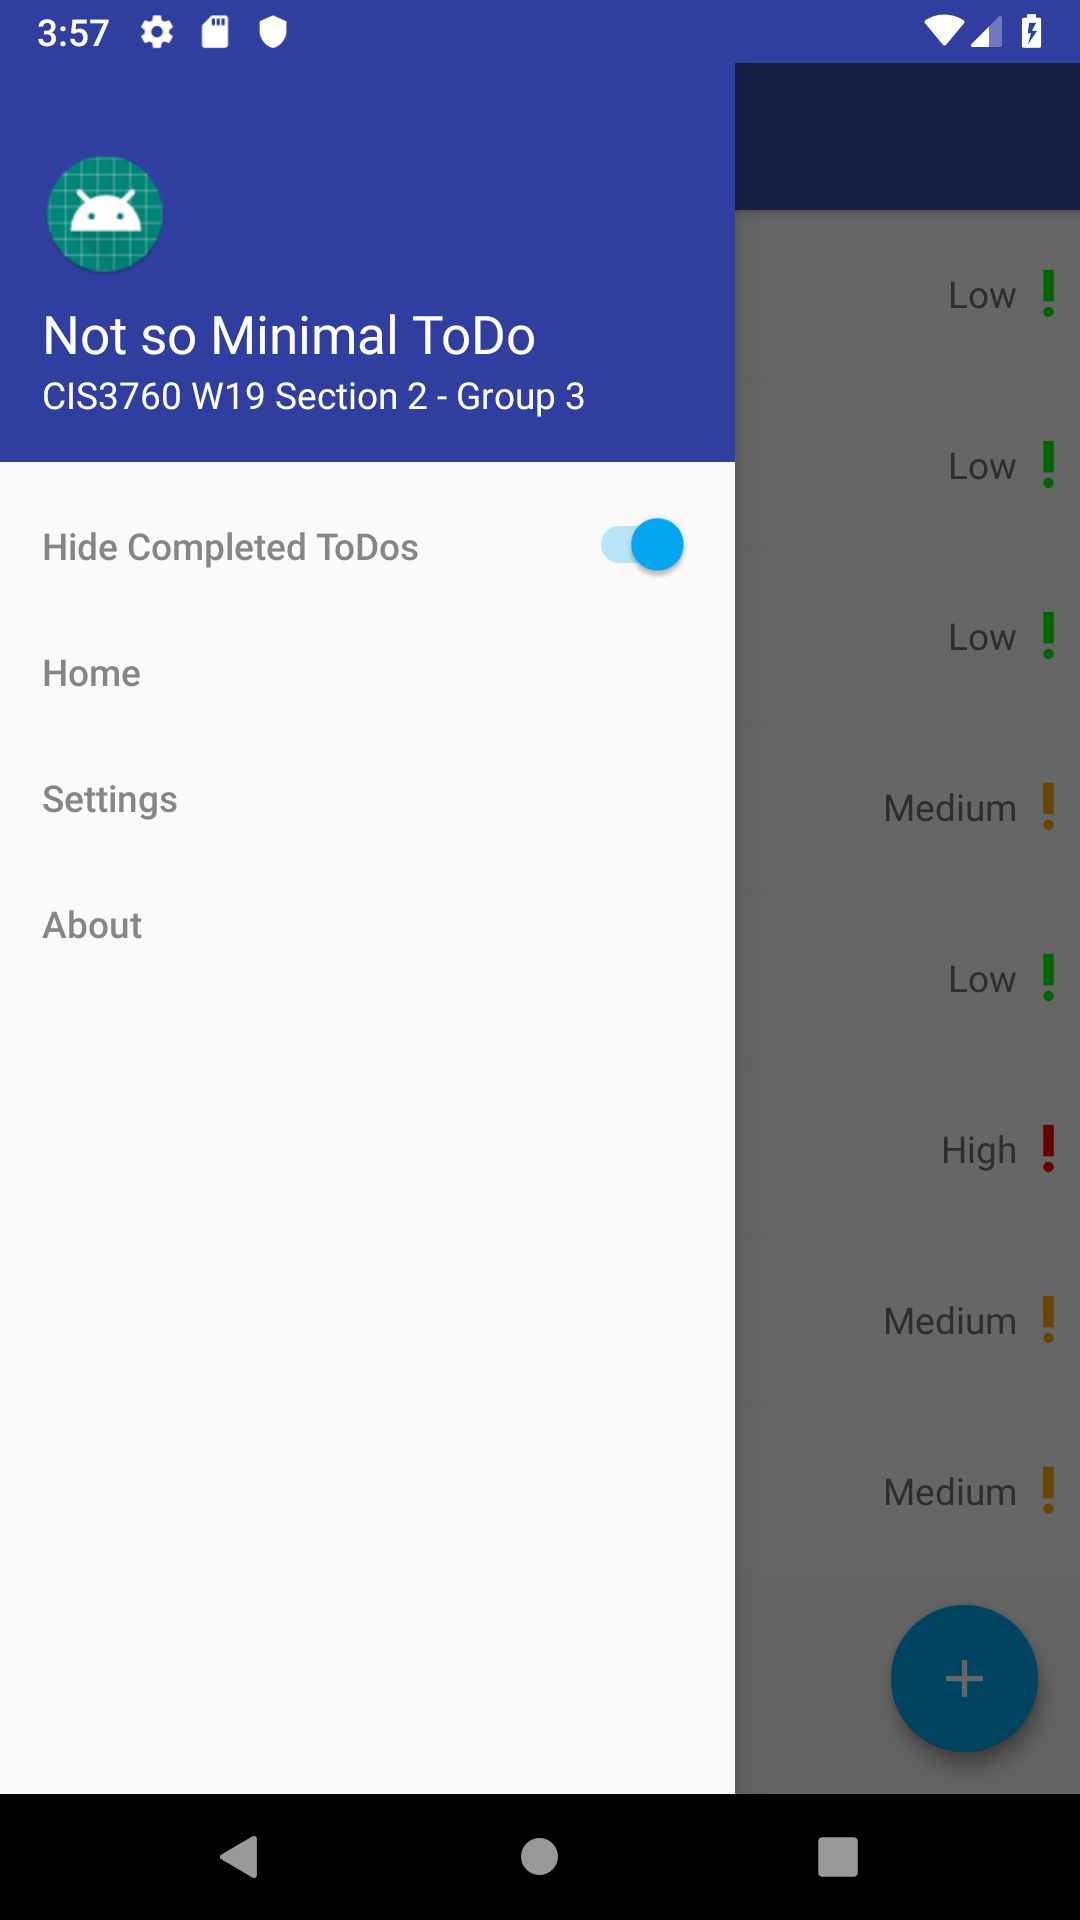 3:57
Not so Minimal ToDo
CIS3760 W19 Section 2 - Group 3
Hide Completed ToDos
Home
Settings
About
Low
Low
Low
Medium
Low
High
Medium
Medium